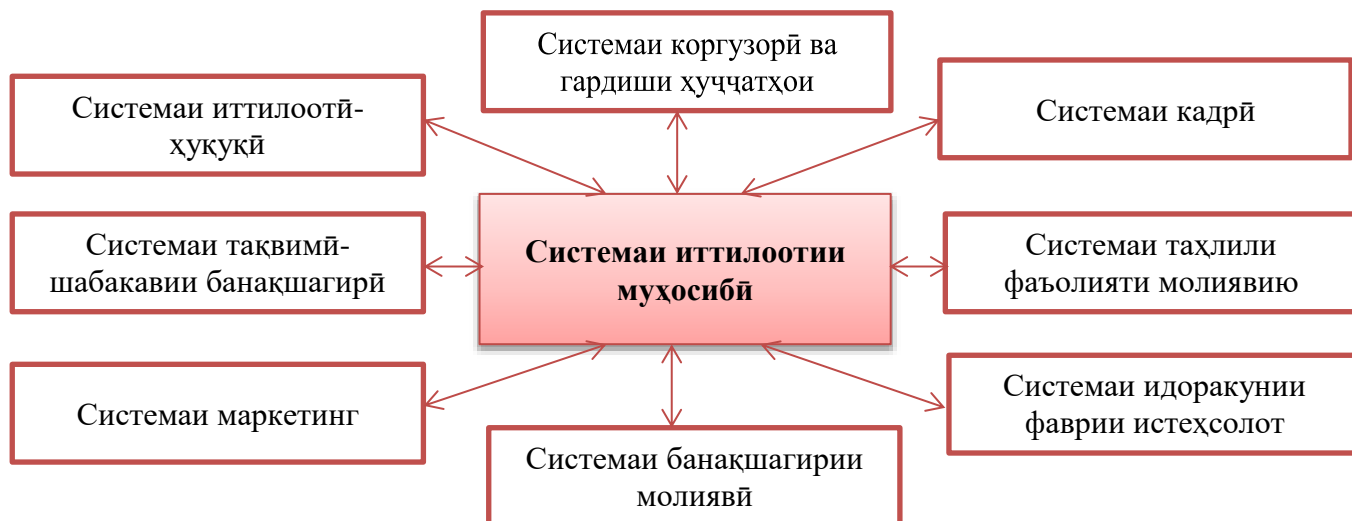 Системаи коргузорӣ ва
гардиши ҳуҷҷатҳои
Системаи иттилоотӣ-
ҳуқуқӣ
Системаи кадрӣ
Системаи иттилоотии
муҳосибӣ
Системаи тақвимӣ-
шабакавии банақшагирӣ
Системаи таҳлили
фаъолияти молиявию
Системаи маркетинг
Системаи идоракунии
фаврии истеҳсолот
Системаи банақшагирии
молиявӣ